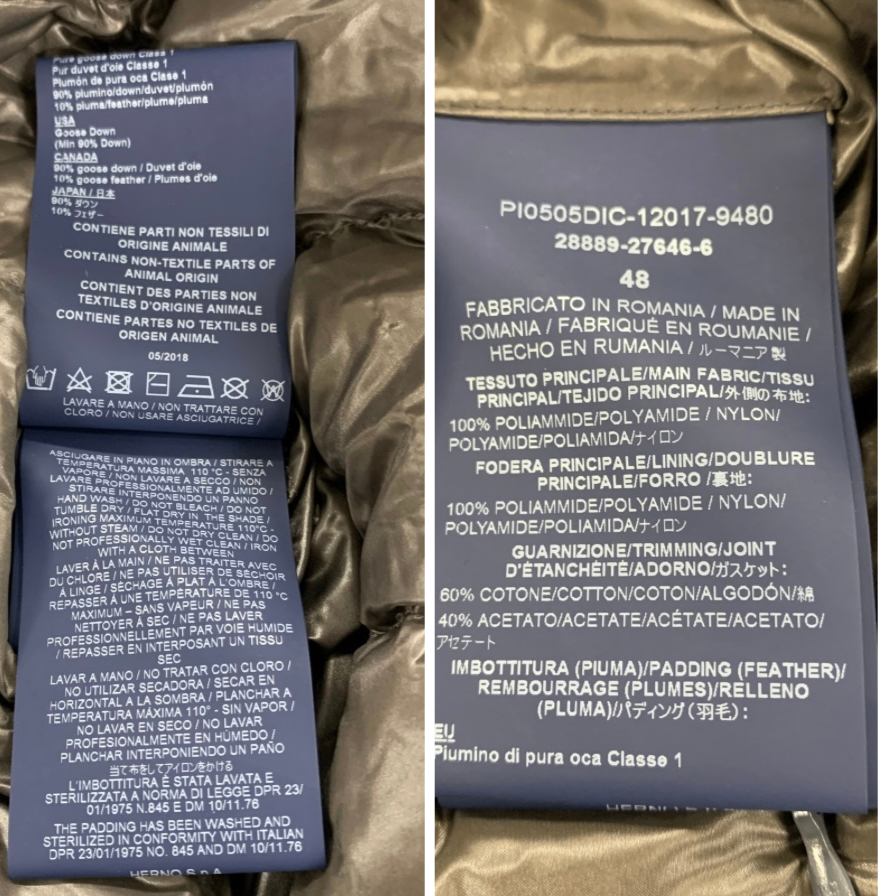 Pure goose down Class 1
Pur duvet d'oie Classe 1
Plumón de pura oca Clase 1
90% piumino/down/duvet/plumón
10% piuma/feather/plume/pluma
USA
Goose Down
(Min 90% Down)
CANADA
90% goose down / Duvet d'oie
10% goose feather / Plumes d'oie
JAPAN / 日本
90% ダウン
10% フェザー
CONTIENE PARTI NON TESSILI DI
ORIGINE ANIMALE
CONTAINS NON-TEXTILE PARTS OF
ANIMAL ORIGIN
CONTIENT DES PARTIES NON
TEXTILES D'ORIGINE ANIMALE
CONTIENE PARTES NO TEXTILES DE
ORIGEN ANIMAL
05/2018
LAVARE A MANO / NON TRATTARE CON
CLORO / NON USARE ASCIUGATRICE /
ASCIUGARE IN PIANO IN OMBRA / STIRARE A
TEMPERATURA MASSIMA 110 °C - SENZA
VAPORE / NON LAVARE A SECCO / NON
LAVARE PROFESSIONALMENTE AD UMIDO /
STIRARE INTERPONENDO UN PANNO
HAND WASH / DO NOT BLEACH / DO NOT
TUMBLE DRY / FLAT DRY IN THE SHADE /
IRONING MAXIMUM TEMPERATURE 110°C -
WITHOUT STEAM / DO NOT DRY CLEAN / DO
NOT PROFESSIONALLY WET CLEAN / IRON
WITH A CLOTH BETWEEN
LAVER À LA MAIN / NE PAS TRAITER AVEC
DU CHLORE / NE PAS UTILISER DE SÉCHOIR
À LINGE / SÉCHAGE À PLAT À L'OMBRE /
REPASSER À UNE TEMPÉRATURE DE 110 °C
MAXIMUM – SANS VAPEUR / NE PAS
NETTOYER À SEC / NE PAS LAVER
PROFESSIONNELLEMENT PAR VOIE HUMIDE
/ REPASSER EN INTERPOSANT UN TISSU
SEC
LAVAR A MANO / NO TRATAR CON CLORO /
NO UTILIZAR SECADORA / SECAR EN
HORIZONTAL A LA SOMBRA / PLANCHAR A
TEMPERATURA MÁXIMA 110° - SIN VAPOR /
NO LAVAR EN SECO / NO LAVAR
PROFESIONALMENTE EN HÚMEDO /
PLANCHAR INTERPONIENDO UN PAÑO
当て布をしてアイロンをかける
L'IMBOTTITURA È STATA LAVATA E
STERILIZZATA A NORMA DI LEGGE DPR 23/
01/1975 N.845 E DM 10/11.76
THE PADDING HAS BEEN WASHED AND
STERILIZED IN CONFORMITY WITH ITALIAN
DPR 23/01/1975 NO. 845 AND DM 10/11.76
HERNO S.p.A.
PI0505DIC-12017-9480
28889-27646-6
48
FABBRICATO IN ROMANIA / MADE IN
ROMANIA / FABRIQUÉ EN ROUMANIE /
HECHO EN RUMANIA / ルーマニア製
TESSUTO PRINCIPALE/MAIN FABRIC/TISSU
PRINCIPAL/TEJIDO PRINCIPAL/外側の布地:
100% POLIAMMIDE/POLYAMIDE / NYLON/
POLYAMIDE/POLIAMIDA/ナイロン
FODERA PRINCIPALE/LINING/DOUBLURE
PRINCIPALE/FORRO /裏地:
100% POLIAMMIDE/POLYAMIDE / NYLON/
POLYAMIDE/POLIAMIDA/ナイロン
GUARNIZIONE/TRIMMING/JOINT
D'ÉTANCHÉITÉ/ADORNO/ガスケット:
60% COTONE/COTTON/COTON/ALGODÓN/綿
40% ACETATO/ACETATE/ACÉTATE/ACETATO/
アセテート
IMBOTTITURA (PIUMA)/PADDING (FEATHER)/
REMBOURRAGE (PLUMES)/RELLENO
(PLUMA)/パディング(羽毛):
EU
Piumino di pura oca Classe 1